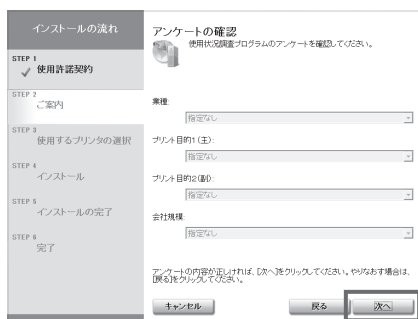 インストールの流れ
STEP 1
使用許諾契約
STEP 2
ご案内
STEP 3
使用するプリンタの選択
STEP 4
インストール
STEP 5
インストールの完了
STEP 6
完了
アンケートの確認
使用状況調査プログラムのアンケートを確認してください。
業種:
指定なし
プリント目的1(主):
指定なし
プリント目的2(副):
指定なし
会社規模:
指定なし
アンケートの内容が正しければ、[次へ]をクリックしてください。やりなおす場合は、
[戻る]をクリックしてください。
キャンセル
戻る
次へ